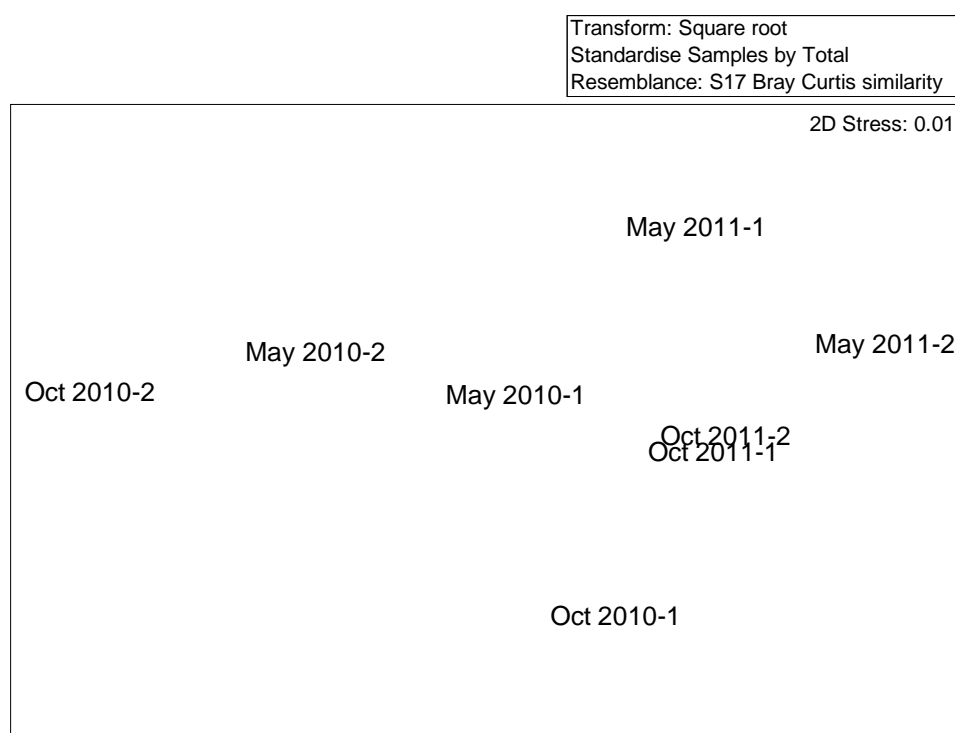 Transform: Square root
Standardise Samples by Total
Resemblance: S17 Bray Curtis similarity
2D Stress: 0.01
May 2011-1
May 2011-2
May 2010-2
Oct 2010-2
May 2010-1
Oct 2011-2
Oct 2011-1
Oct 2010-1